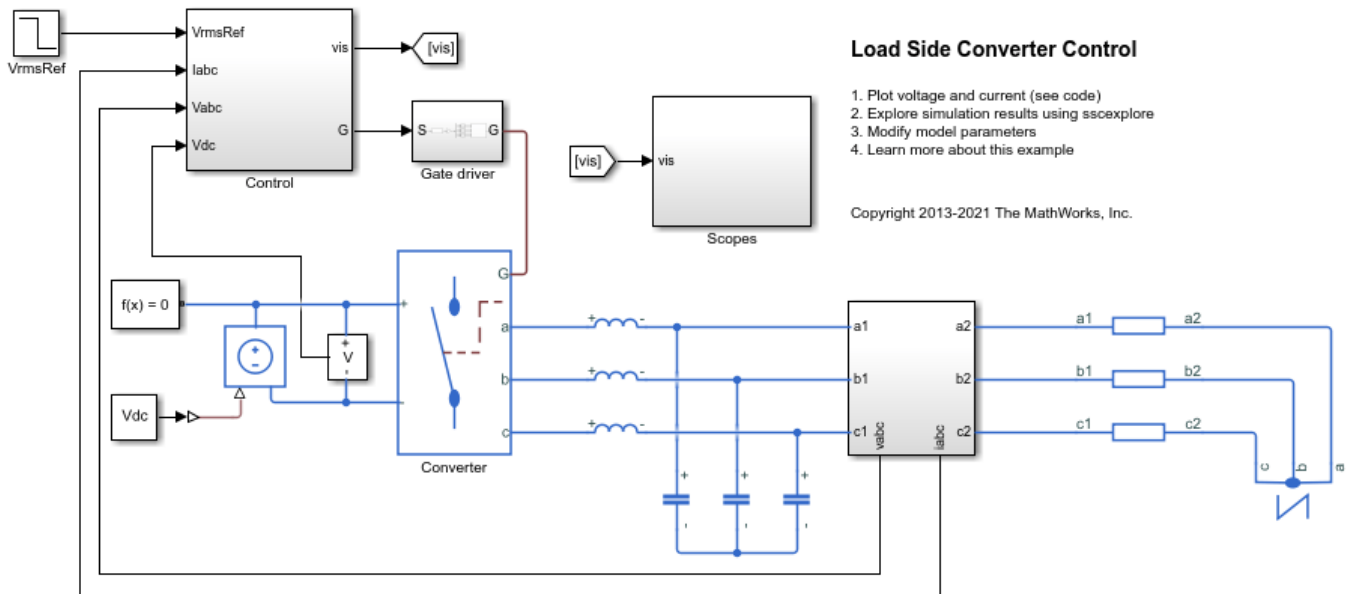 VrmsRef
VrmsRef
Iabc
Vabc
Vdc
vis
G
Control
[vis]
S
G
Gate driver
[vis]
vis
Scopes
Load Side Converter Control
1. Plot voltage and current (see code)
2. Explore simulation results using sscexplore
3. Modify model parameters
4. Learn more about this example
Copyright 2013-2021 The MathWorks, Inc.
f(x) = 0
+
-
+
V
-
Vdc
+
-
G
a
b
c
Converter
+ -
+ -
+ -
+ + +
- - -
a1
b1
c1
vabc
iabc
a2
b2
c2
a1 a2
b1 b2
c1 c2
c b a